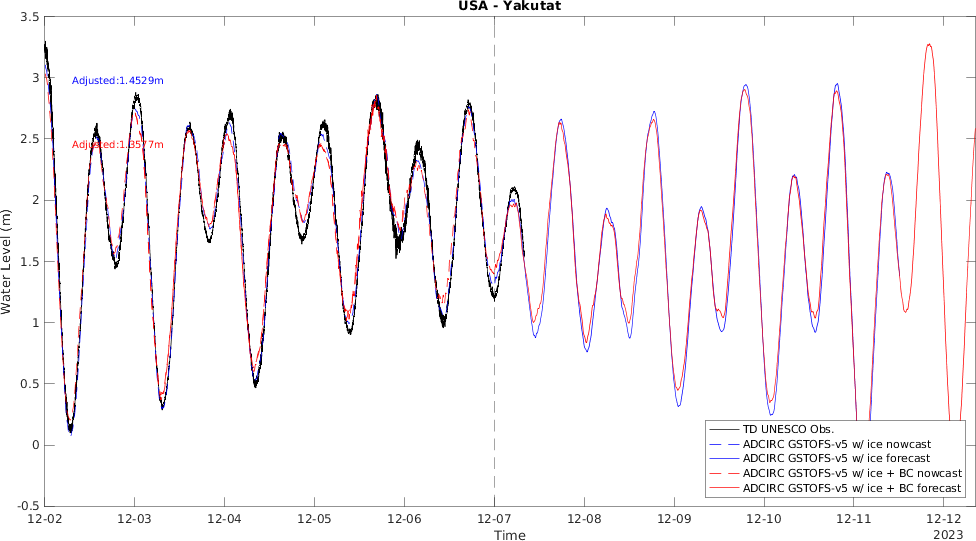 USA - Yakutat
3.5
3
2.5
2
1.5
1
0.5
0
-0.5
Water Level (m)
Adjusted:1.4529m
Adjusted:1.3577m
TD UNESCO Obs.
ADCIRC GSTOFS-v5 w/ ice nowcast
ADCIRC GSTOFS-v5 w/ ice forecast
ADCIRC GSTOFS-v5 w/ ice + BC nowcast
ADCIRC GSTOFS-v5 w/ ice + BC forecast
12-02 12-03 12-04 12-05 12-06 12-07 12-08 12-09 12-10 12-11 12-12
Time
2023